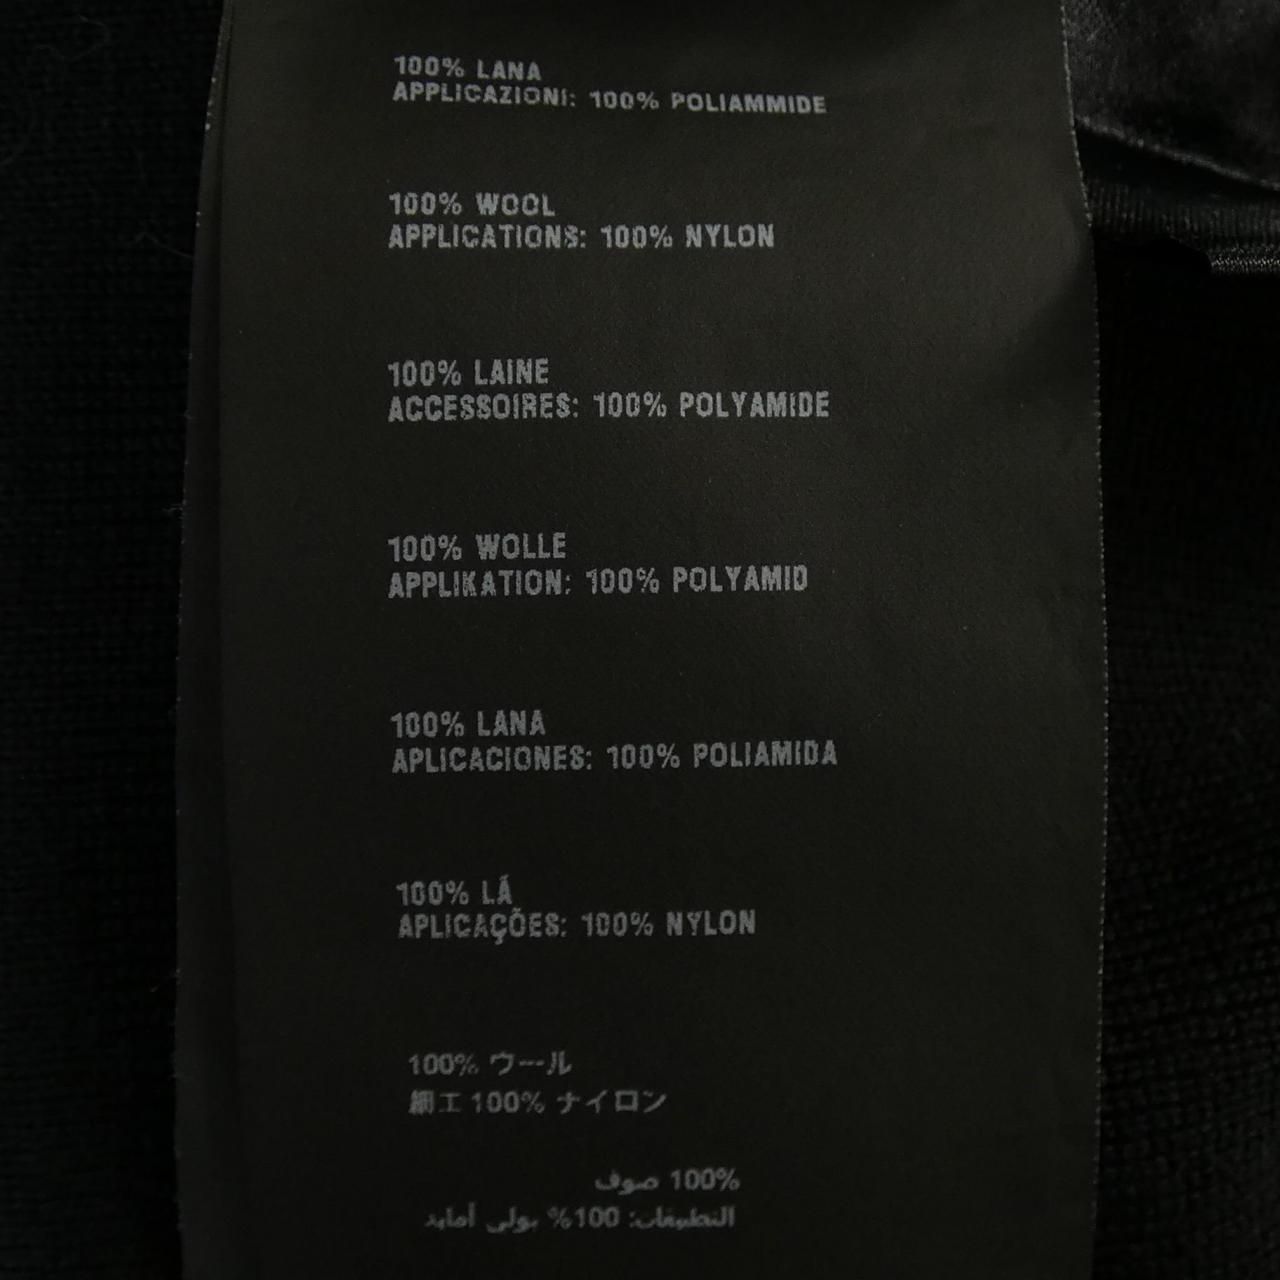 100% LANA
APPLICAZIONI: 100% POLIAMMIDE
100% WOOL
APPLICATIONS: 100% NYLON
100% LAINE
ACCESSOIRES: 100% POLYAMIDE
100% WOLLE
APPLIKATION: 100% POLYAMID
100% LANA
APLICACIONES: 100% POLIAMIDA
100% LÃ
APLICAÇÕES: 100% NYLON
100% ウール
細工 100% ナイロン
100% صوف
التطبيقات: 100% بولي أمايد